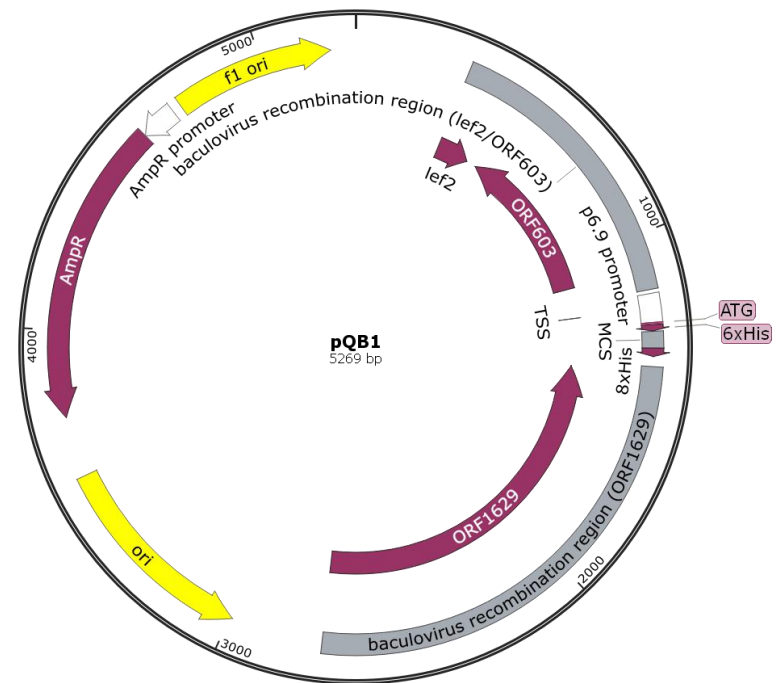 5000
f1 ori
AmpR promoter
baculovirus recombination region (lef2/ORF603)
lef2
ORF603
1000
p6.9 promoter
AmpR
TSS
ATG
6xHis
MCS
8xHis
pQB1
5269 bp
4000
ORF1629
baculovirus recombination region (ORF1629)
ori
2000
3000